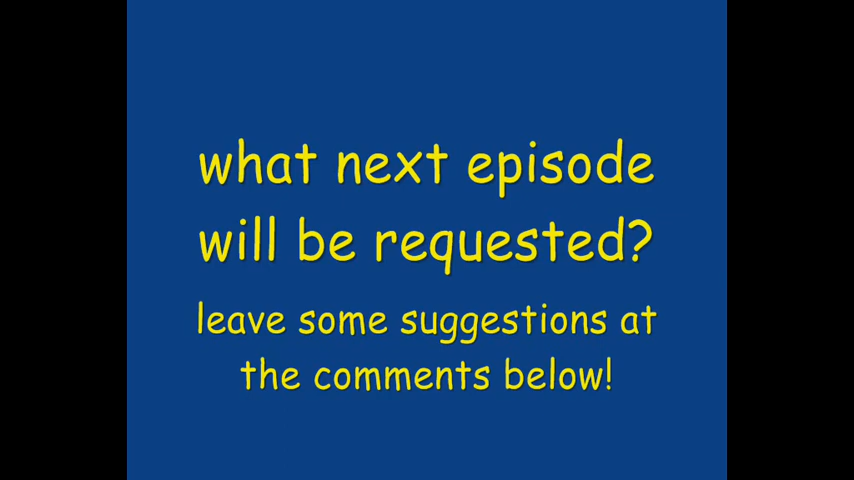 what next episode
will be requested?
leave some suggestions at
the comments below!